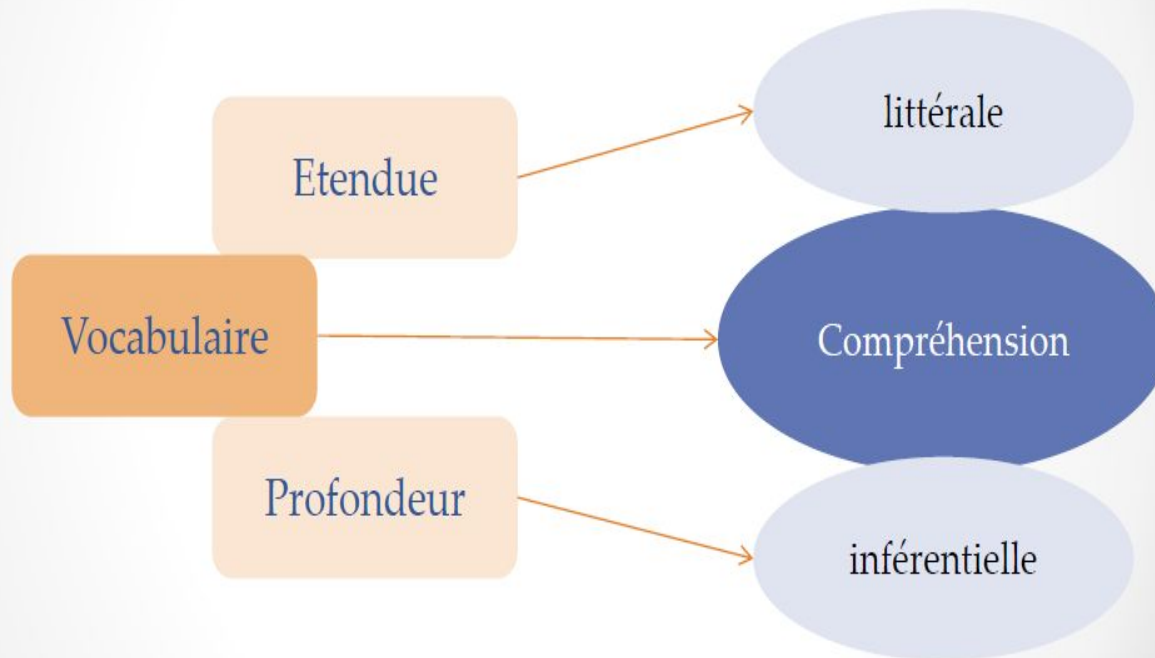 littérale
Etendue
Vocabulaire
Compréhension
Profondeur
inférentielle